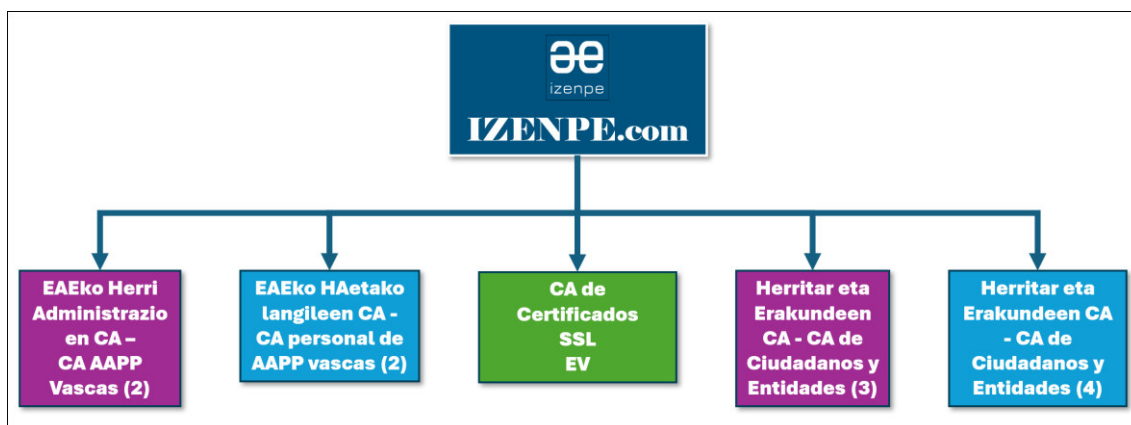 ae
izenpe
IZENPE.com
EAEko Herri
Administrazio
en CA –
CA AAPP
Vascas (2)
EAEko HAetako
langileen CA -
CA personal de
AAPP vascas (2)
CA de
Certificados
SSL
EV
Herritar eta
Erakundeen
CA - CA de
Ciudadanos y
Entidades (3)
Herritar eta
Erakundeen CA
- CA de
Ciudadanos y
Entidades (4)